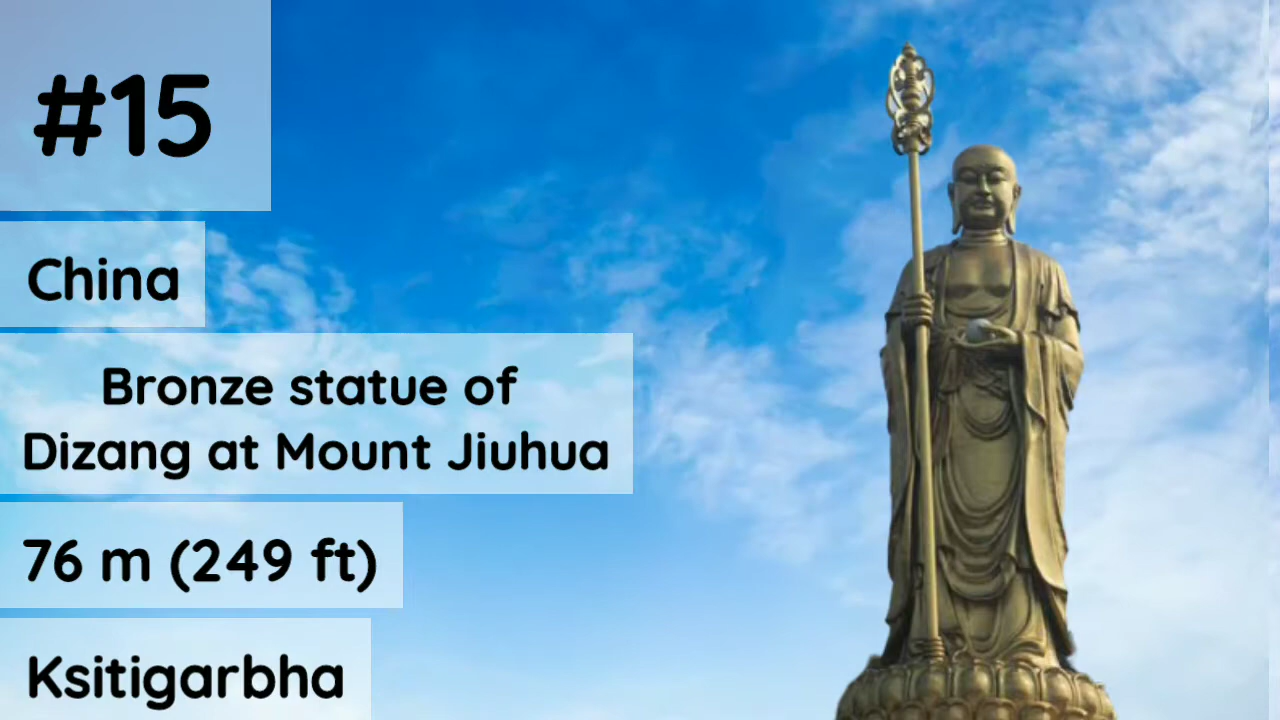 #15
China
Bronze statue of
Dizang at Mount Jiuhua
76 m (249 ft)
Ksitigarbha